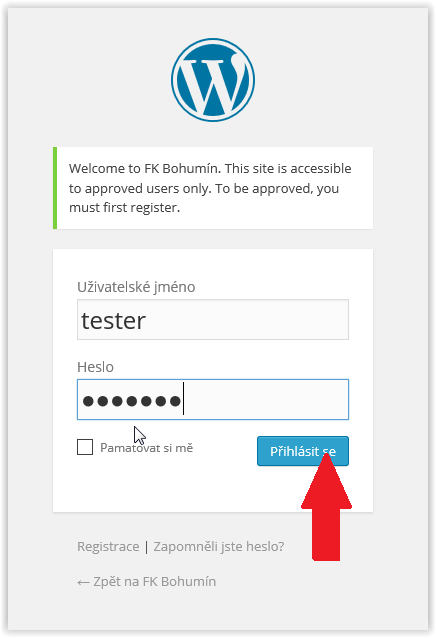 Welcome to FK Bohumín. This site is accessible
to approved users only. To be approved, you
must first register.
Uživatelské jméno
tester
Heslo
Pamatovat si mě
Přihlásit se
Registrace | Zapomněli jste heslo?
← Zpět na FK Bohumín